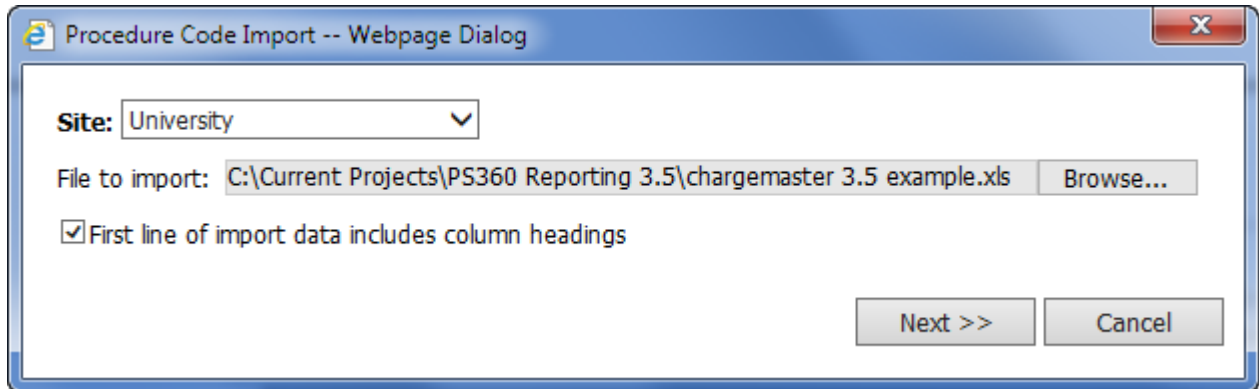 Procedure Code Import -- Webpage Dialog
Site: University
File to import: C:\Current Projects\PS360 Reporting 3.5\chargemaster 3.5 example.xls Browse...
First line of import data includes column headings
Next >> Cancel